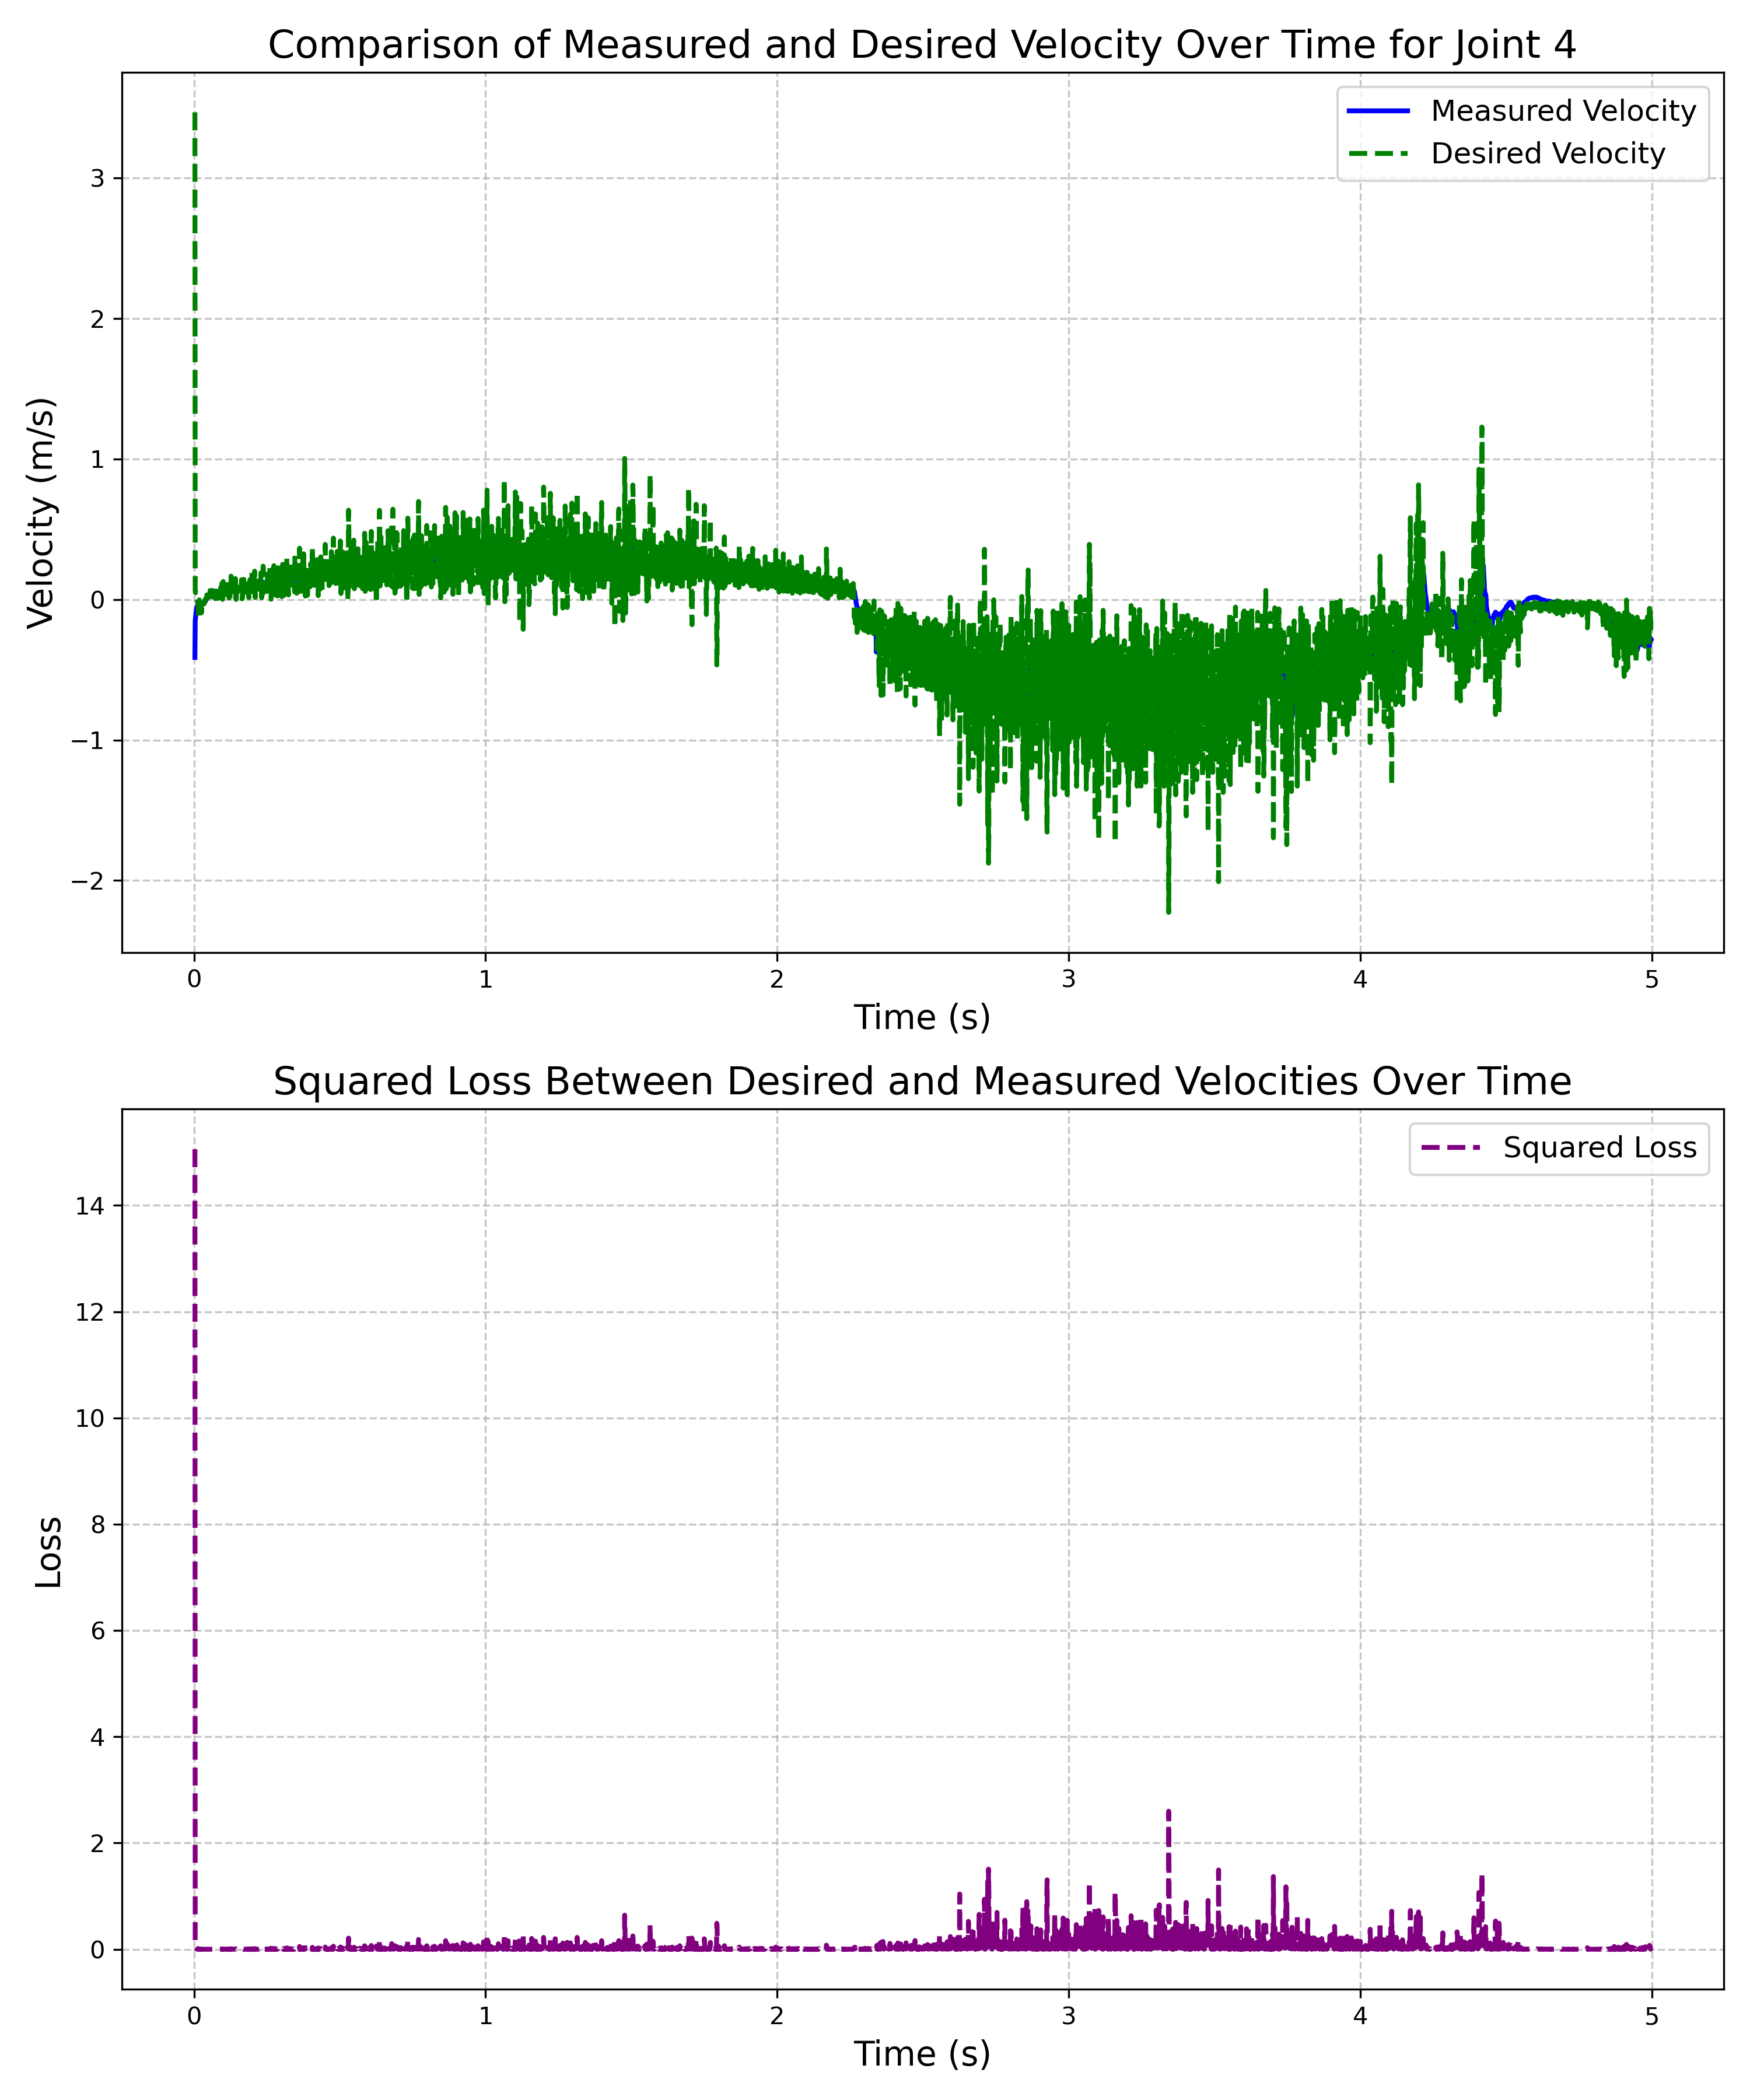 Comparison of Measured and Desired Velocity Over Time for Joint 4
Measured Velocity
Desired Velocity
Velocity (m/s)
3
2
1
0
−1
−2
0 1 2 3 4 5
Time (s)
Squared Loss Between Desired and Measured Velocities Over Time
Squared Loss
Loss
14
12
10
8
6
4
2
0
0 1 2 3 4 5
Time (s)